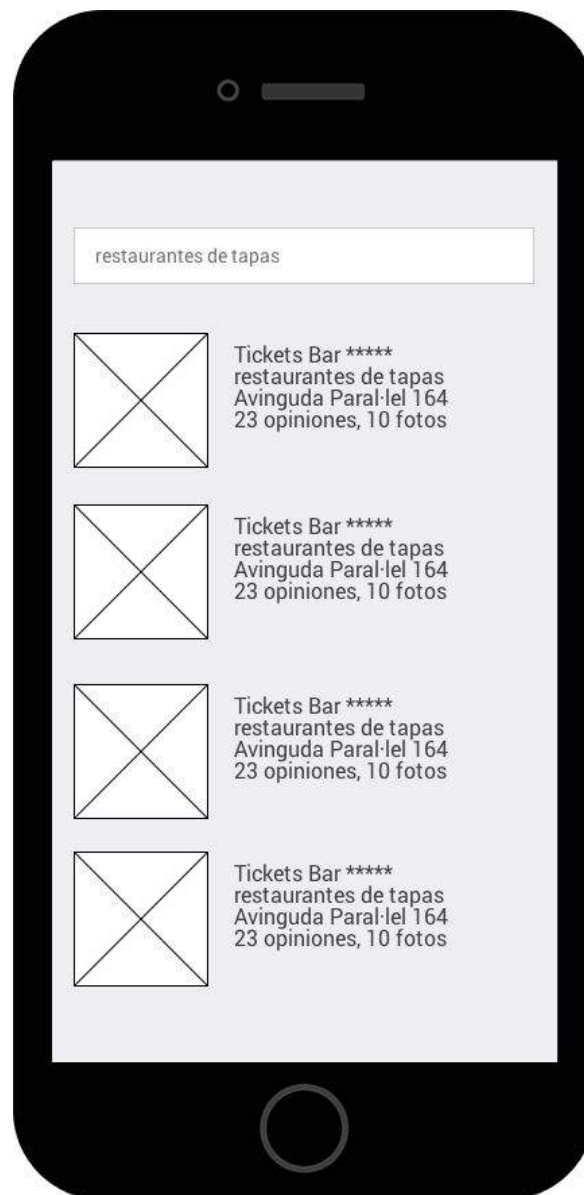 restaurantes de tapas
Tickets Bar *****
restaurantes de tapas
Avinguda Paral·lel 164
23 opiniones, 10 fotos
Tickets Bar *****
restaurantes de tapas
Avinguda Paral·lel 164
23 opiniones, 10 fotos
Tickets Bar *****
restaurantes de tapas
Avinguda Paral·lel 164
23 opiniones, 10 fotos
Tickets Bar *****
restaurantes de tapas
Avinguda Paral·lel 164
23 opiniones, 10 fotos